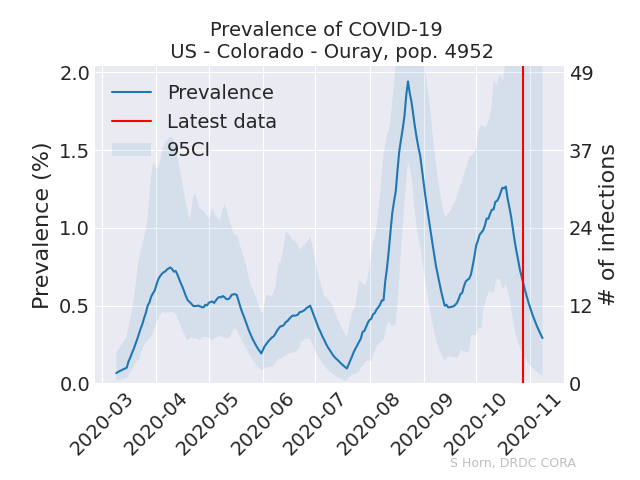 Prevalence of COVID-19
US - Colorado - Ouray, pop. 4952
Prevalence
Latest data
95CI
Prevalence (%)
2.0
1.5
1.0
0.5
0.0
# of infections
49
37
24
12
0
2020-03
2020-04
2020-05
2020-06
2020-07
2020-08
2020-09
2020-10
2020-11
S Horn, DRDC CORA